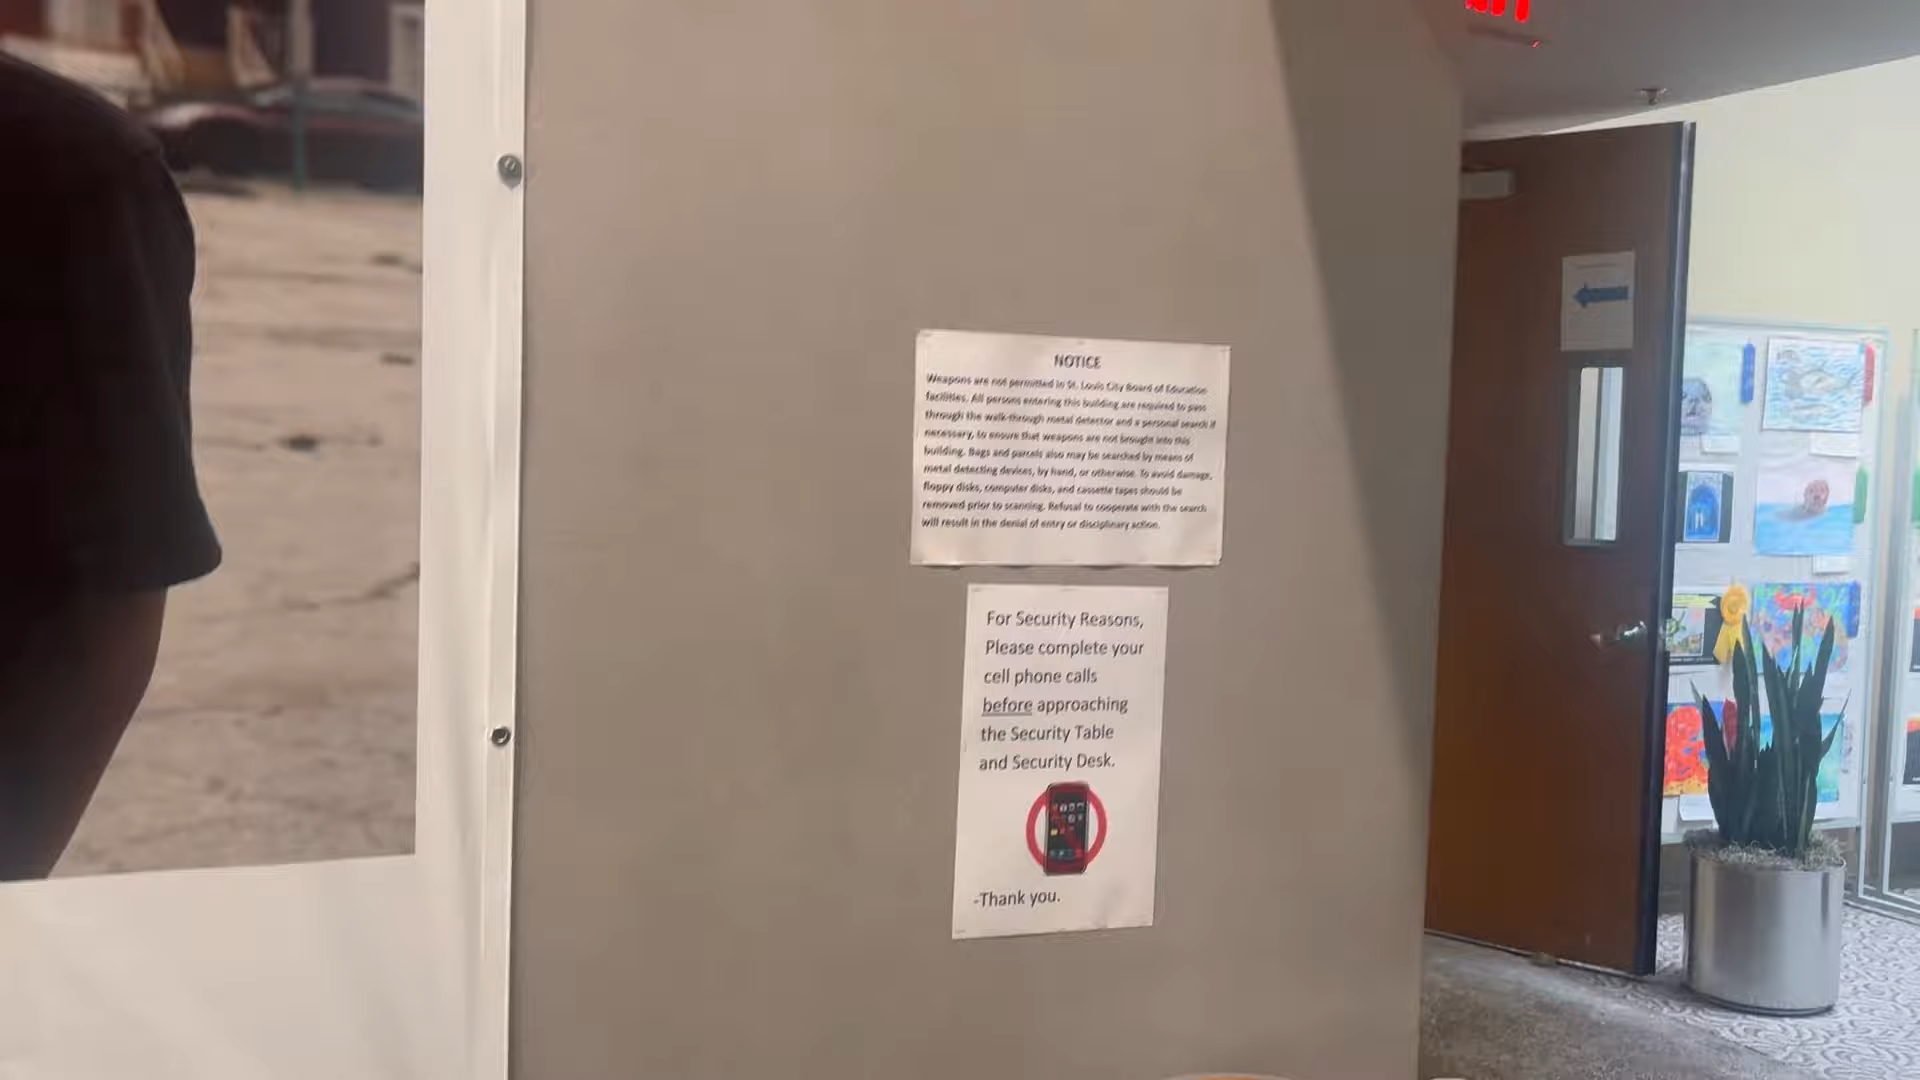 NOTICE
Weapons are not permitted in St. Louis City Board of Education
facilities. All persons entering this building are required to pass
through the walk-through metal detector and a personal search if
necessary, to ensure that weapons are not brought into this
building. Bags and parcels also may be searched by means of
metal detecting devices, by hand, or otherwise. To avoid damage,
floppy disks, computer disks, and cassette tapes should be
removed prior to scanning. Refusal to cooperate with the search
will result in the denial of entry or disciplinary action.
For Security Reasons,
Please complete your
cell phone calls
before approaching
the Security Table
and Security Desk.
-Thank you.